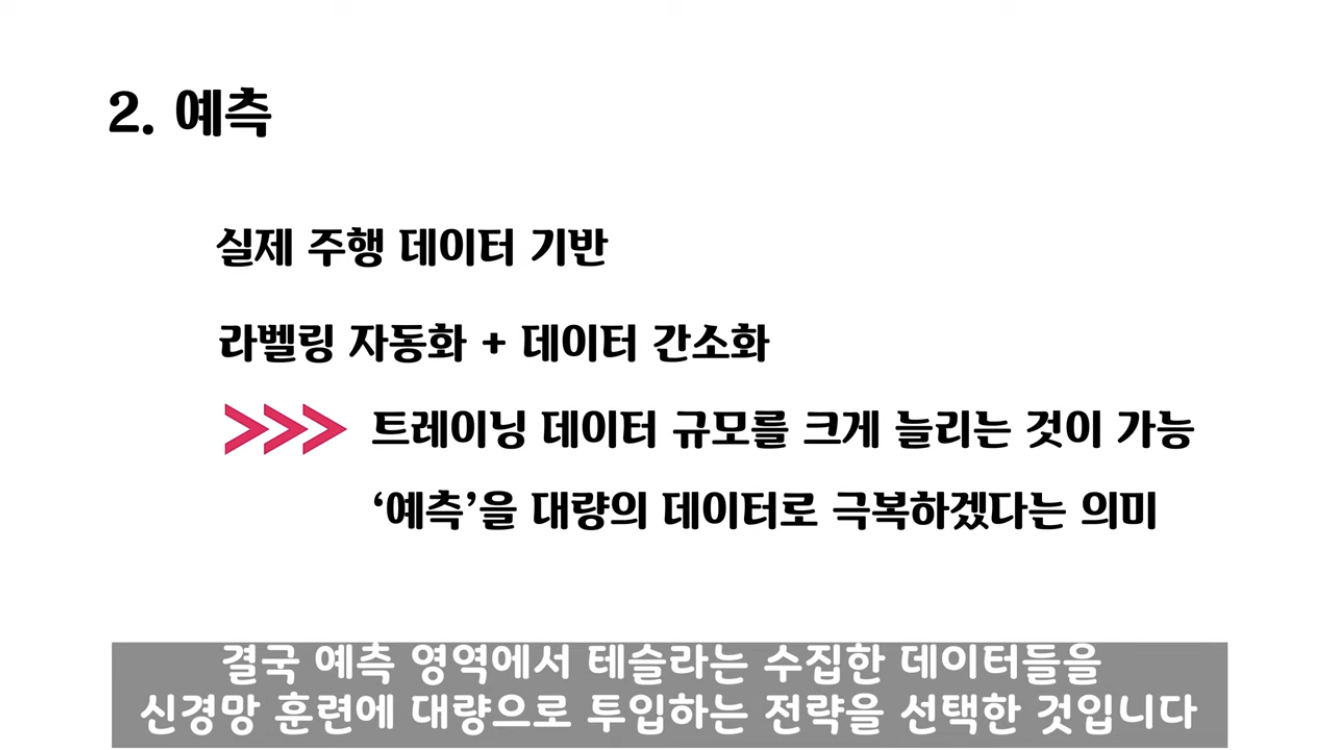 2. 예측
실제 주행 데이터 기반
라벨링 자동화 + 데이터 간소화
트레이닝 데이터 규모를 크게 늘리는 것이 가능
‘예측’을 대량의 데이터로 극복하겠다는 의미
결국 예측 영역에서 테슬라는 수집한 데이터들을
신경망 훈련에 대량으로 투입하는 전략을 선택한 것입니다